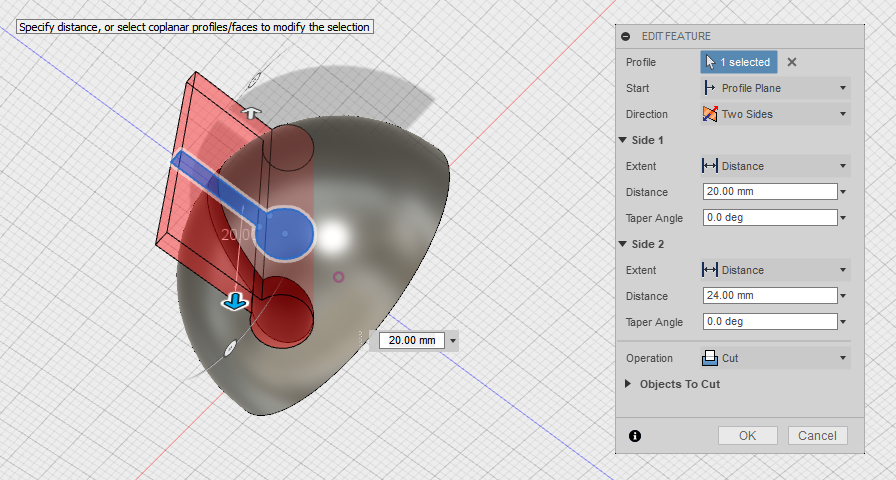 Specify distance, or select coplanar profiles/faces to modify the selection
EDIT FEATURE
Profile
1 selected
Start
Profile Plane
Direction
Two Sides
Side 1
Extent
Distance
Distance
20.00 mm
Taper Angle
0.0 deg
Side 2
Extent
Distance
Distance
24.00 mm
Taper Angle
0.0 deg
Operation
Cut
Objects To Cut
OK
Cancel
20.00 mm